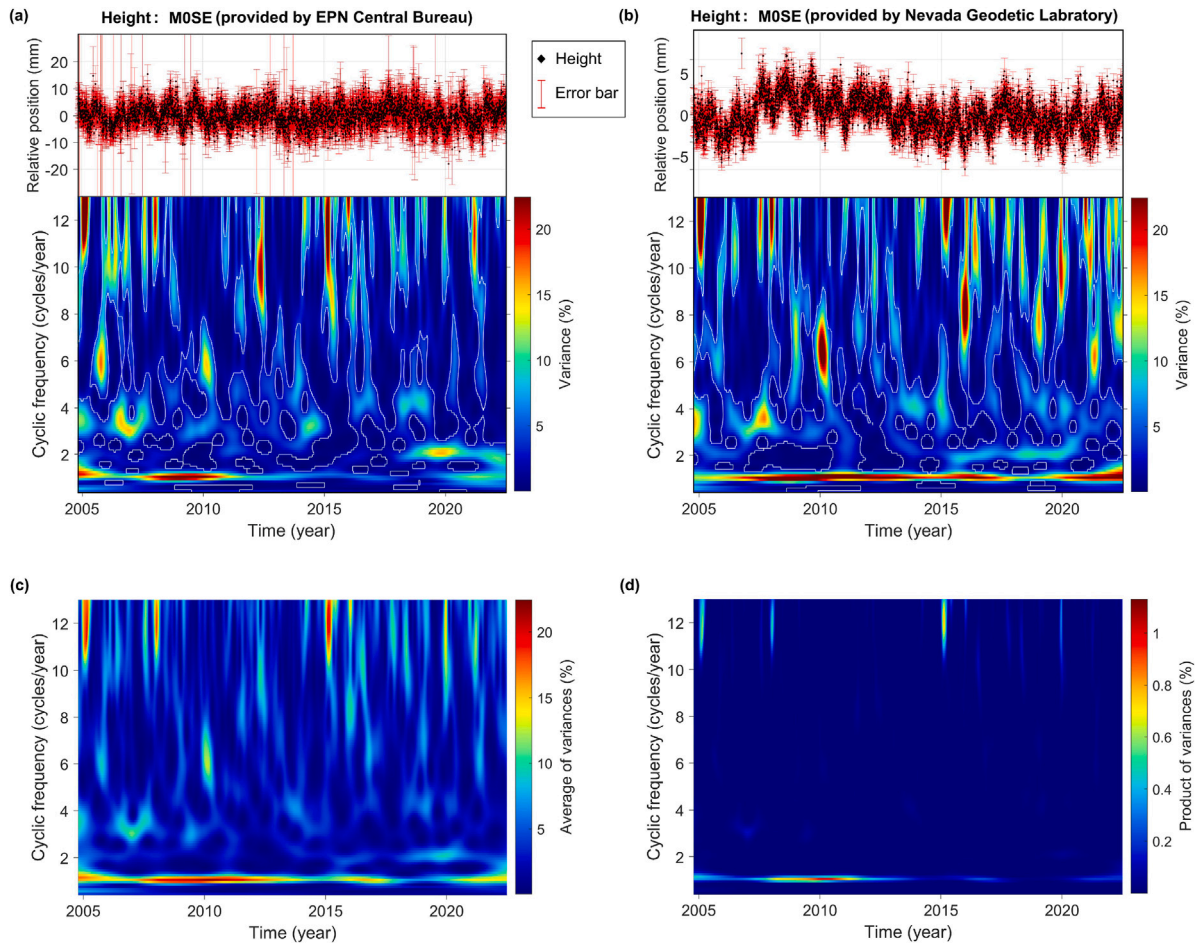 (a)
Height: M0SE (provided by EPN Central Bureau)
Relative position (mm)
20
10
0
-10
-20
Height
Error bar
Cyclic frequency (cycles/year)
12
10
8
6
4
2
2005
2010
2015
2020
Time (year)
20
15
10
5
Variance (%)
(b)
Height: M0SE (provided by Nevada Geodetic Labratory)
Relative position (mm)
5
0
-5
Cyclic frequency (cycles/year)
12
10
8
6
4
2
2005
2010
2015
2020
Time (year)
20
15
10
5
Variance (%)
(c)
Cyclic frequency (cycles/year)
12
10
8
6
4
2
2005
2010
2015
2020
Time (year)
20
15
10
5
Average of variances (%)
(d)
Cyclic frequency (cycles/year)
12
10
8
6
4
2
2005
2010
2015
2020
Time (year)
1
0.8
0.6
0.4
0.2
Product of variances (%)